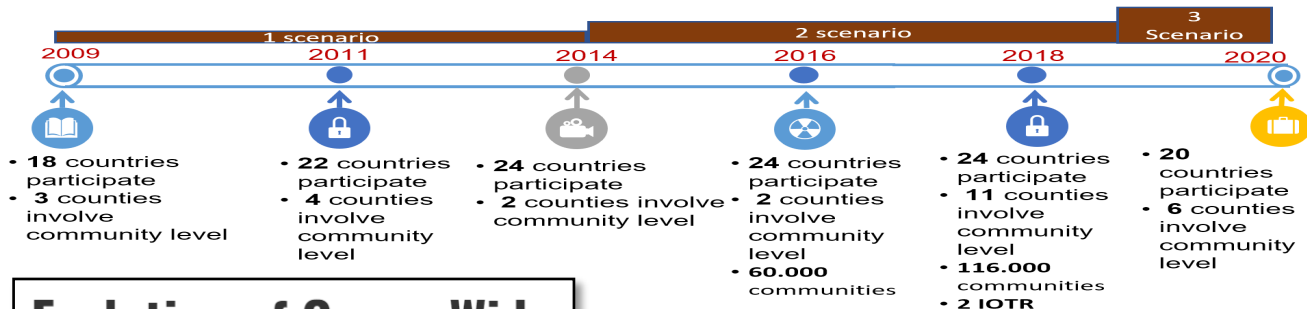 1 scenario
2 scenario
3
Scenario
2009
2011
2014
2016
2018
2020
• 18 countries
participate
• 3 counties
involve
community level
• 22 countries
participate
• 4 counties
involve
community
level
• 24 countries
participate
• 2 counties involve
community level
• 24 countries
participate
• 2 counties
involve
community
level
• 60.000
communities
• 24 countries
participate
• 11 counties
involve
community
level
• 116.000
communities
• 2 IOTR
• 20
countries
participate
• 6 counties
involve
community
level